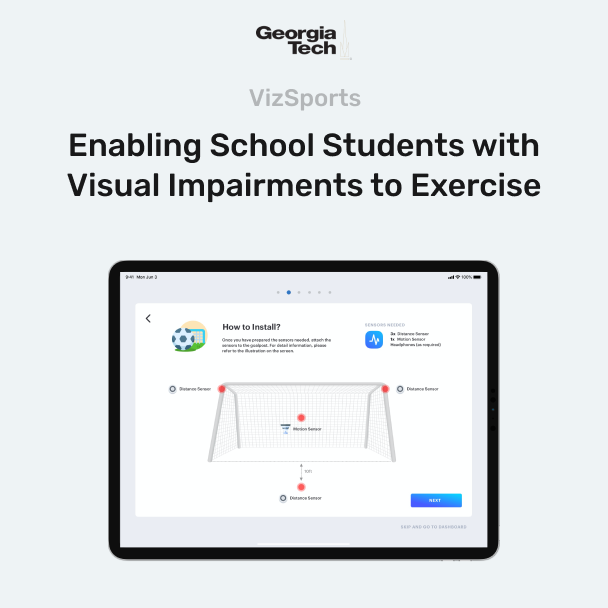 Georgia
Tech
VizSports
Enabling School Students with
Visual Impairments to Exercise
9:41 Mon Jun 3
100%
How to Install?
Once you have prepared the sensors needed, attach the
sensors to the goalpost. For detail information, please
refer to the illustration on the screen.
SENSORS NEEDED
3x Distance Sensor
1x Motion Sensor
Headphones (as required)
Distance Sensor
Distance Sensor
Motion Sensor
10ft
Distance Sensor
NEXT
SKIP AND GO TO DASHBOARD